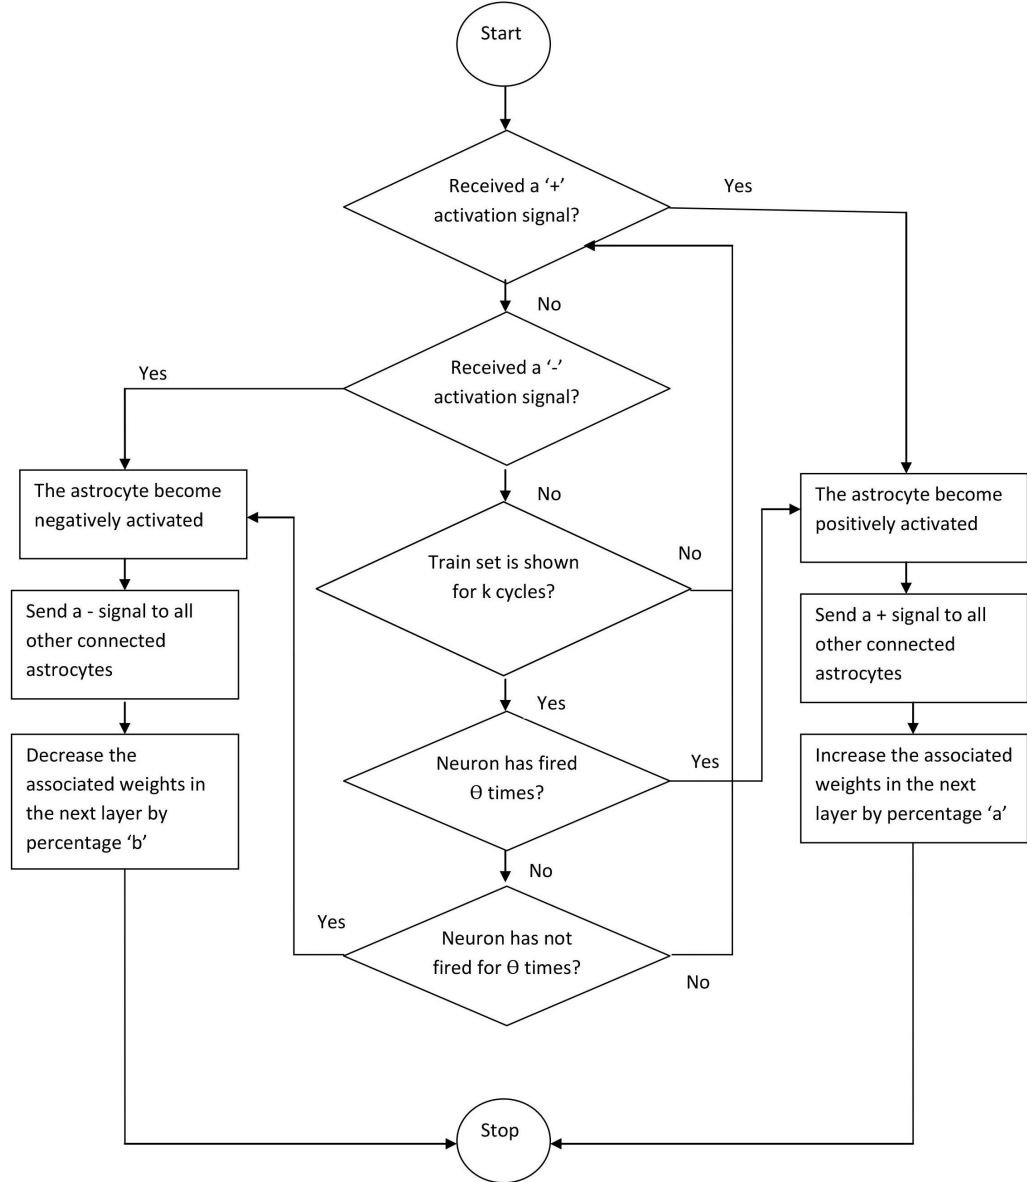 Start
Received a ‘+’
activation signal?
Yes
No
Received a ‘-’
activation signal?
Yes
No
The astrocyte become
negatively activated
The astrocyte become
positively activated
Train set is shown
for k cycles?
No
Send a - signal to all
other connected
astrocytes
Send a + signal to all
other connected
astrocytes
Yes
Decrease the
associated weights in
the next layer by
percentage ‘b’
Neuron has fired
Θ times?
Yes
Increase the associated
weights in the next
layer by percentage ‘a’
No
Yes
Neuron has not
fired for Θ times?
No
Stop